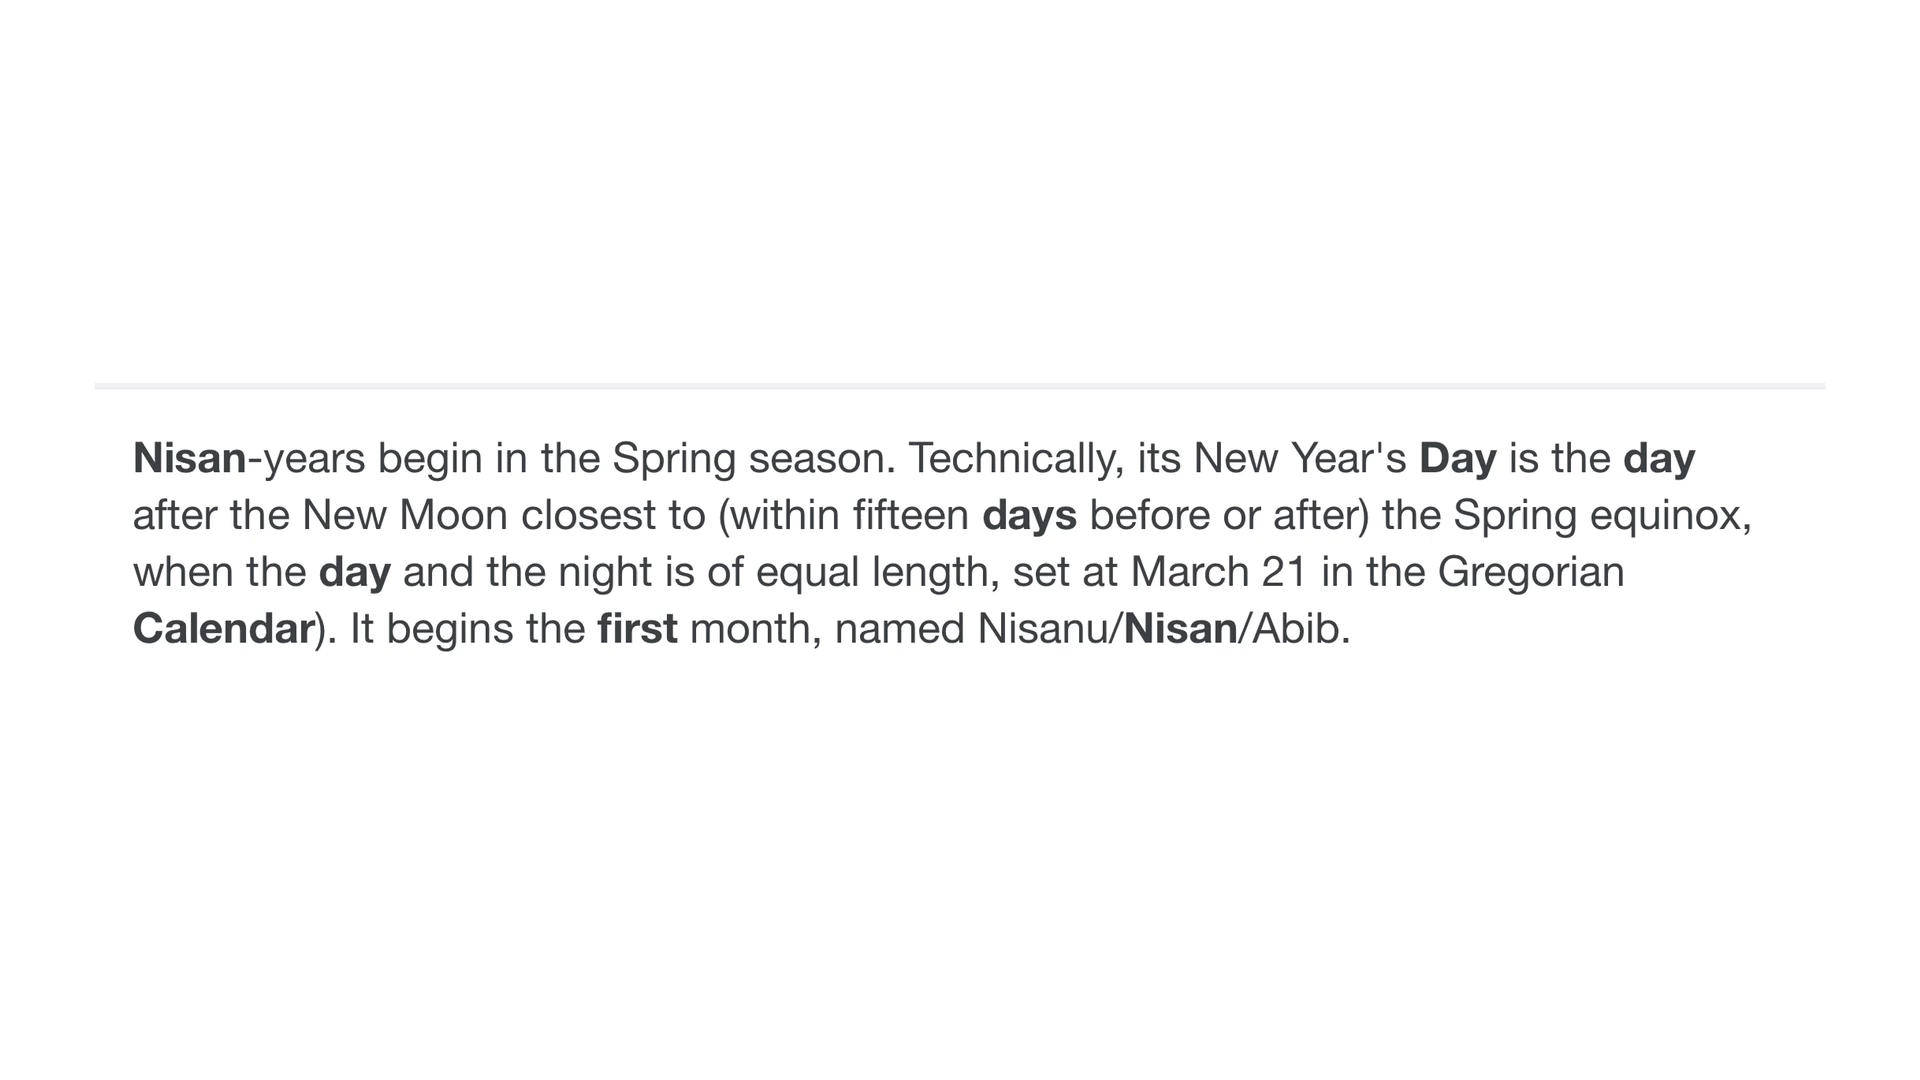 Nisan-years begin in the Spring season. Technically, its New Year's Day is the day
after the New Moon closest to (within fifteen days before or after) the Spring equinox,
when the day and the night is of equal length, set at March 21 in the Gregorian
Calendar). It begins the first month, named Nisanu/Nisan/Abib.